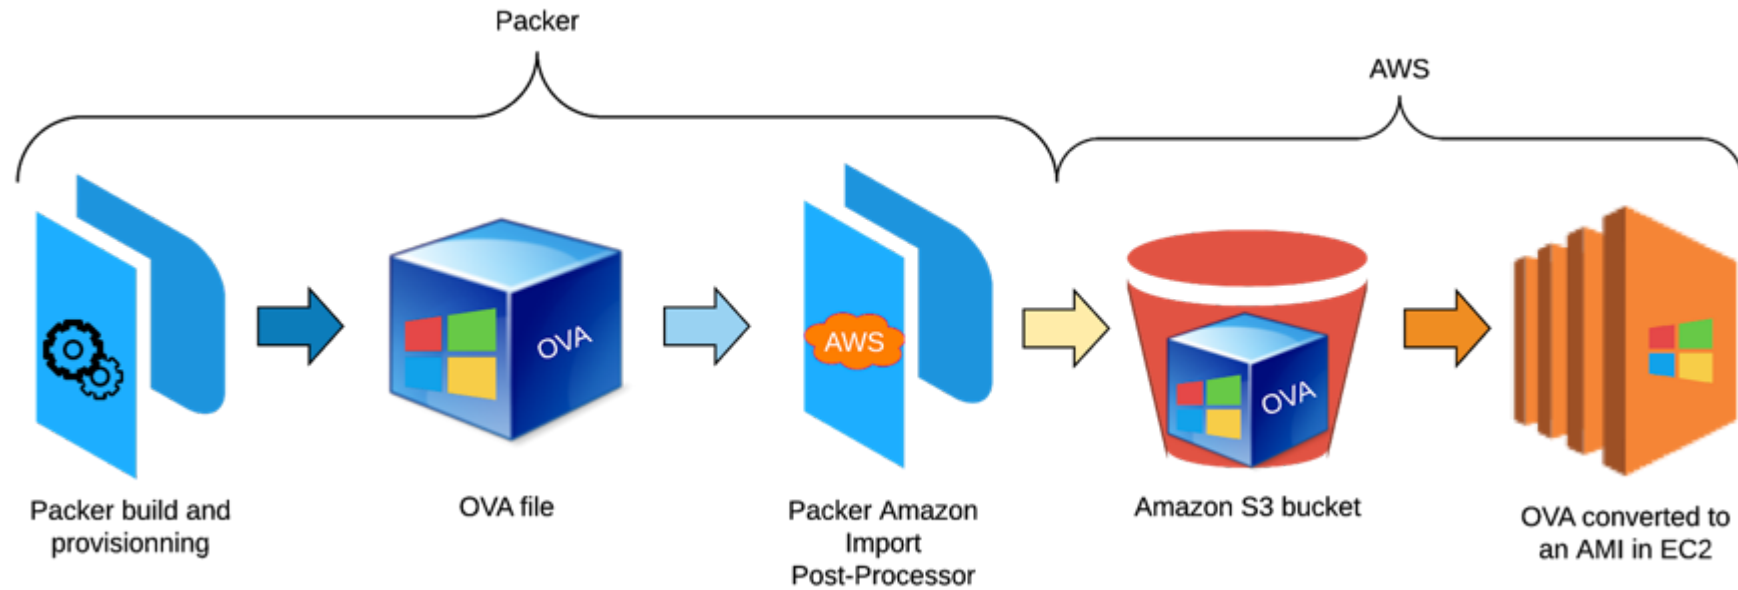 Packer
AWS
OVA
AWS
OVA
Packer build and
provisionning
OVA file
Packer Amazon
Import
Post-Processor
Amazon S3 bucket
OVA converted to
an AMI in EC2